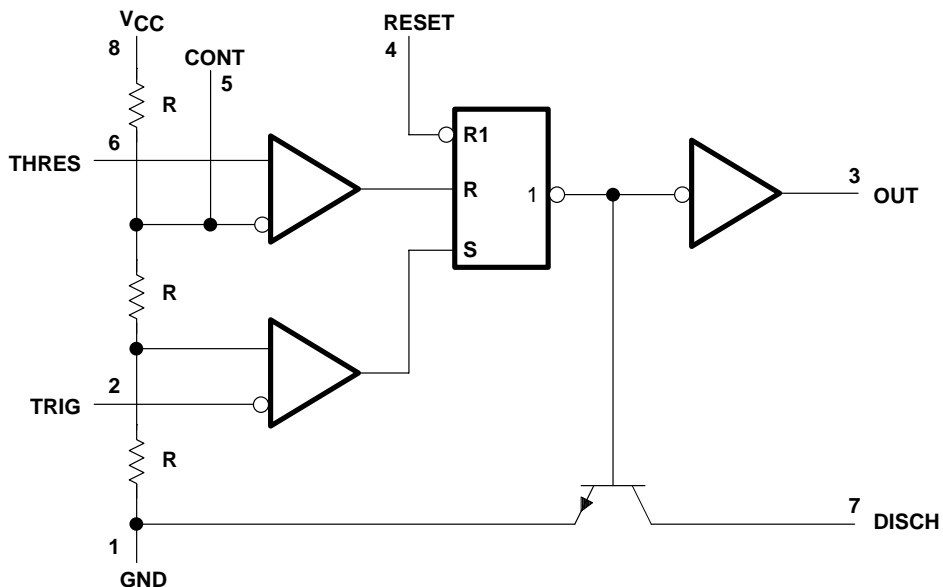 VCC
8
CONT
5
RESET
4
R
6
THRES
R1
R
1
3
OUT
S
R
2
TRIG
R
7
DISCH
1
GND